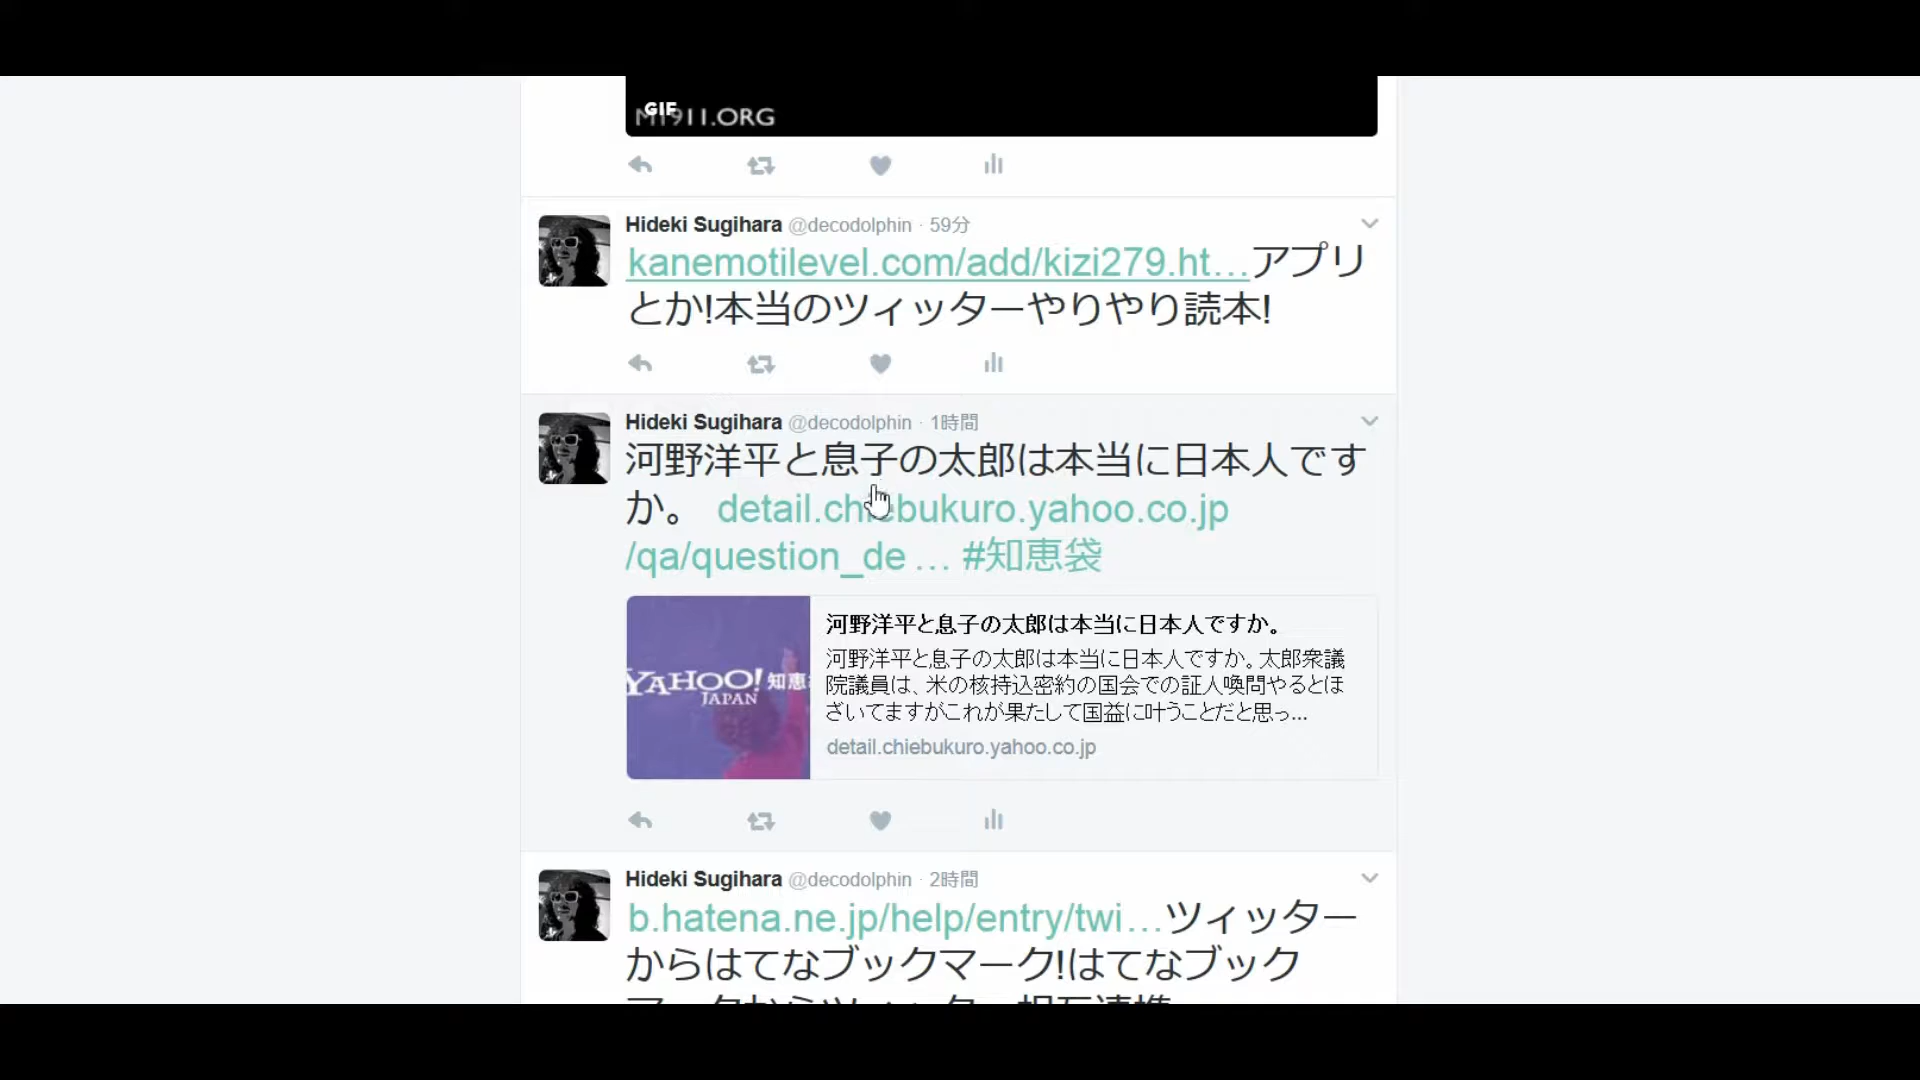 GIF
MT911.ORG
Hideki Sugihara @decodolphin · 59分
kanemotilevel.com/add/kizi279.ht…アプリ
とか!本当のツィッターやりやり読本!
Hideki Sugihara @decodolphin · 1時間
河野洋平と息子の太郎は本当に日本人です
か。 detail.chiebukuro.yahoo.co.jp
/qa/question_de … #知恵袋
YAHOO! 知恵
JAPAN
河野洋平と息子の太郎は本当に日本人ですか。
河野洋平と息子の太郎は本当に日本人ですか。太郎衆議
院議員は、米の核持込密約の国会での証人喚問やるとほ
ざいてますがこれが果たして国益に叶うことだと思っ...
detail.chiebukuro.yahoo.co.jp
Hideki Sugihara @decodolphin · 2時間
b.hatena.ne.jp/help/entry/twi…ツィッター
からはてなブックマーク!はてなブック